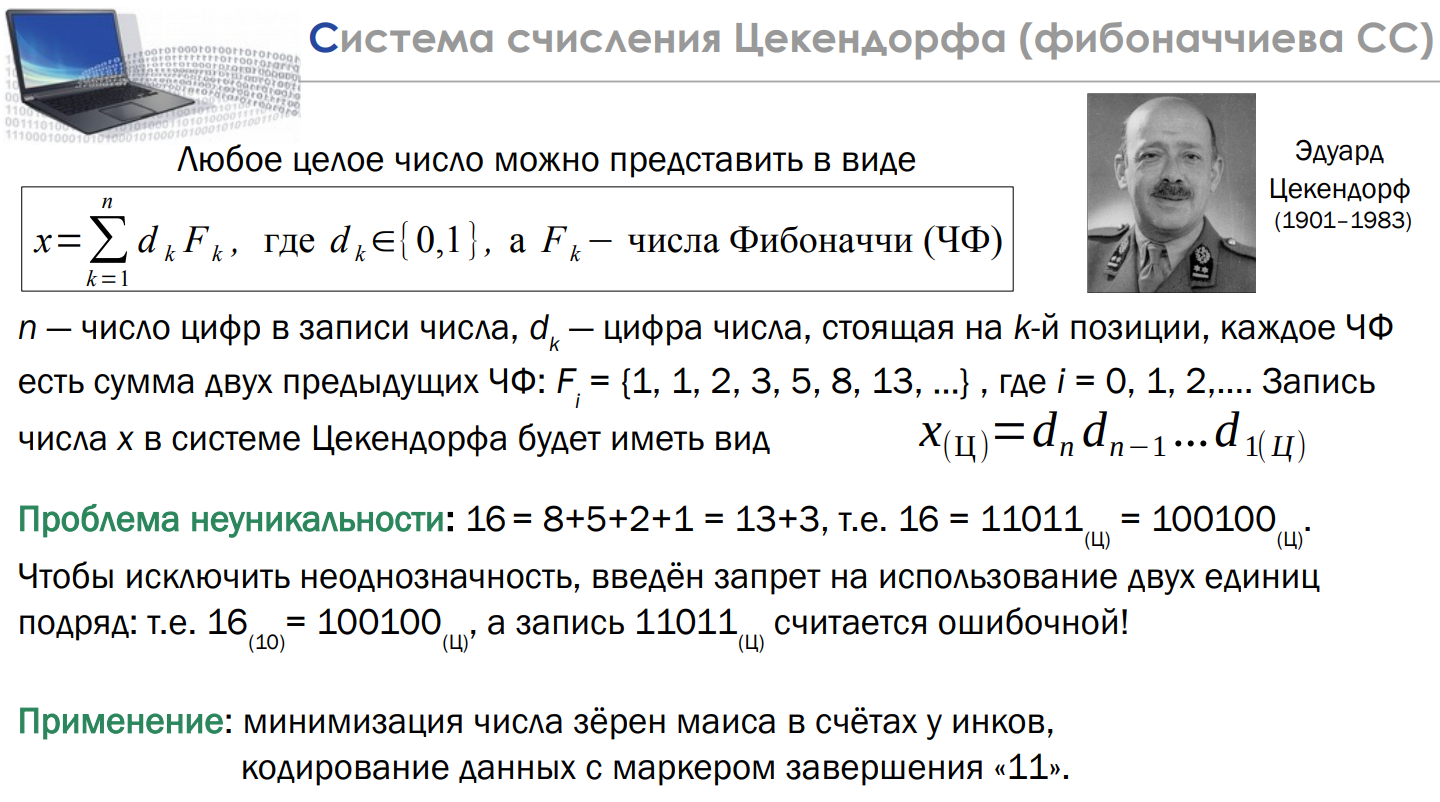 Система счисления Цекендорфа (фибоначчиева СС)
Эдуард
Цекендорф
(1901–1983)
Любое целое число можно представить в виде
x=∑_{k=1}^{n} d_k F_k, где d_k∈{0,1}, а F_k− числа Фибоначчи (ЧФ)
n — число цифр в записи числа, d_k — цифра числа, стоящая на k-й позиции, каждое ЧФ
есть сумма двух предыдущих ЧФ: F_i = {1, 1, 2, 3, 5, 8, 13, ...} , где i = 0, 1, 2,.... Запись
числа x в системе Цекендорфа будет иметь вид x_(Ц)=d_n d_{n−1}...d_{1(Ц)}
Проблема неуникальности: 16 = 8+5+2+1 = 13+3, т.е. 16 = 11011_(Ц) = 100100_(Ц).
Чтобы исключить неоднозначность, введён запрет на использование двух единиц
подряд: т.е. 16_(10)= 100100_(Ц), а запись 11011_(Ц) считается ошибочной!
Применение: минимизация числа зёрен маиса в счётах у инков,
кодирование данных с маркером завершения «11».